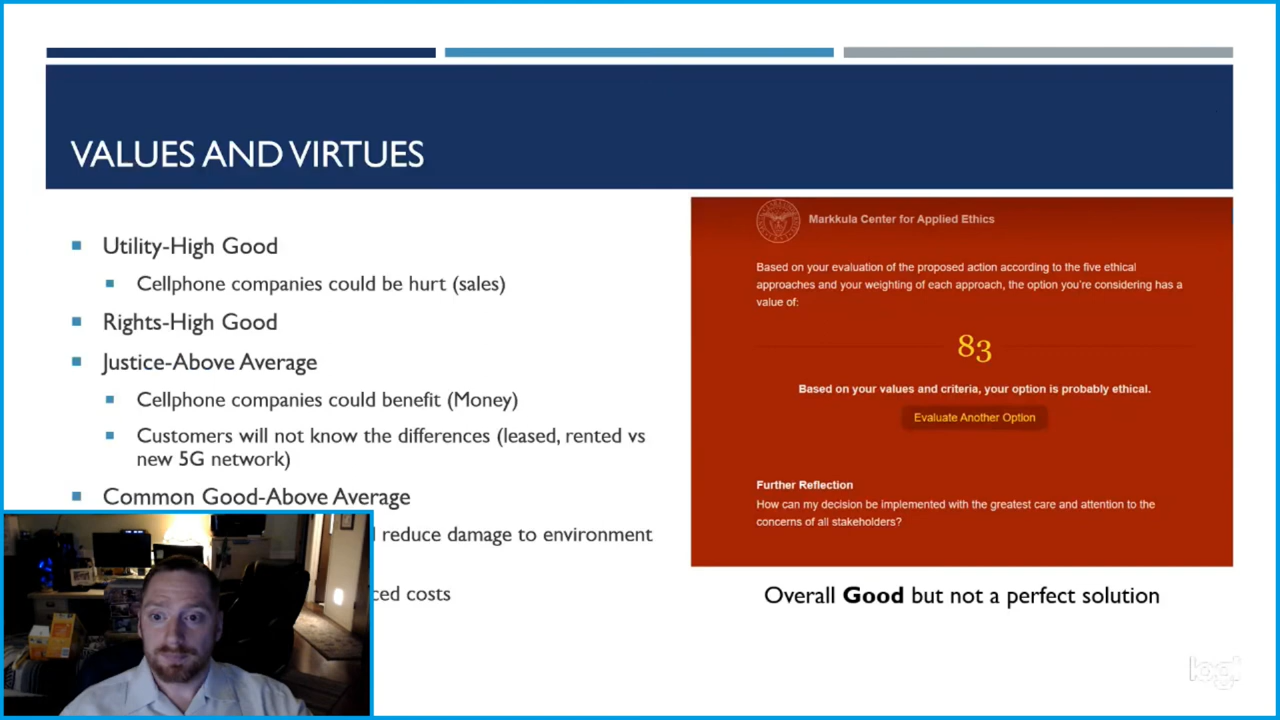 VALUES AND VIRTUES
Utility-High Good
Cellphone companies could be hurt (sales)
Rights-High Good
Justice-Above Average
Cellphone companies could benefit (Money)
Customers will not know the differences (leased, rented vs
new 5G network)
Common Good-Above Average
reduce damage to environment
costs
Markkula Center for Applied Ethics
Based on your evaluation of the proposed action according to the five ethical
approaches and your weighting of each approach, the option you're considering has a
value of:
83
Based on your values and criteria, your option is probably ethical.
Evaluate Another Option
Further Reflection
How can my decision be implemented with the greatest care and attention to the
concerns of all stakeholders?
Overall Good but not a perfect solution
logi